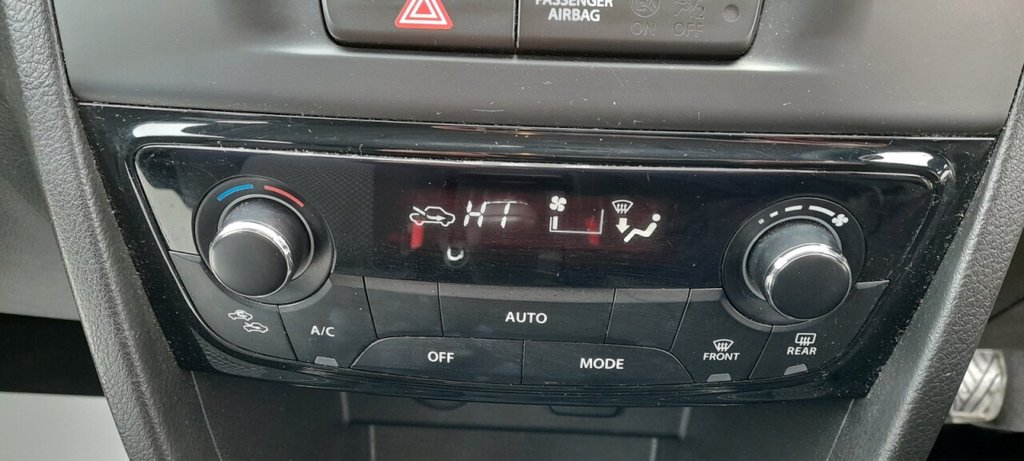 PASSENGER
AIRBAG
ON OFF
HI
AUTO
A/C
OFF
MODE
FRONT
REAR